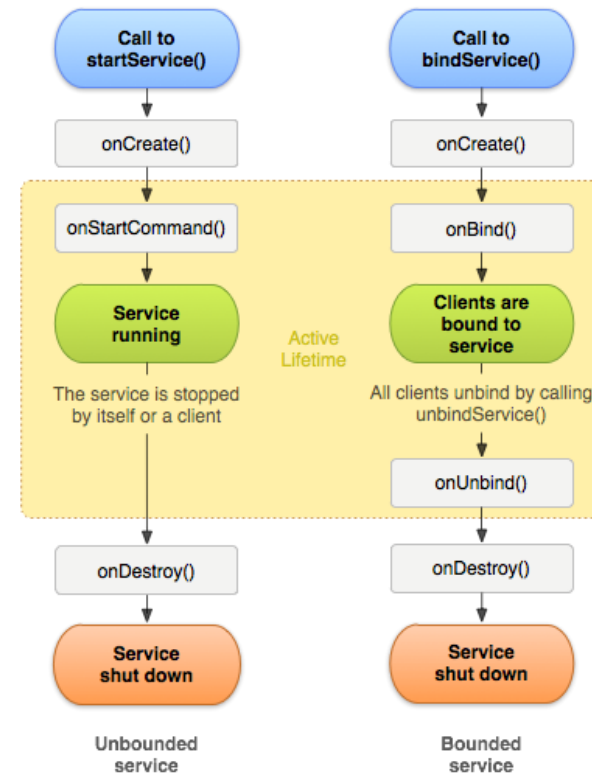 Call to
startService()
onCreate()
onStartCommand()
Service
running
The service is stopped
by itself or a client
onDestroy()
Service
shut down
Unbounded
service
Active
Lifetime
Call to
bindService()
onCreate()
onBind()
Clients are
bound to
service
All clients unbind by calling
unbindService()
onUnbind()
onDestroy()
Service
shut down
Bounded
service